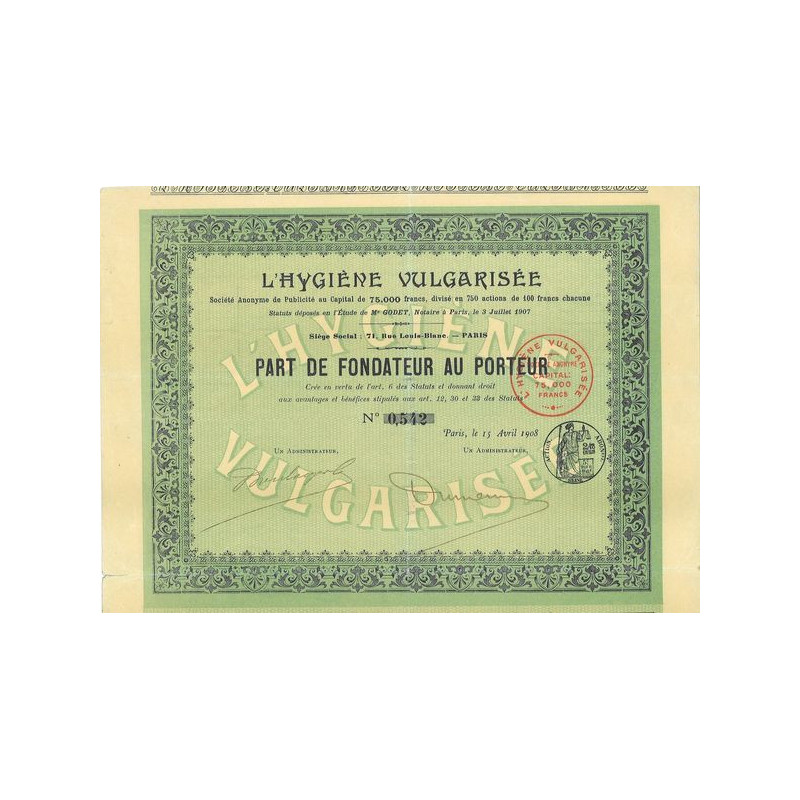 L'HYGIÈNE VULGARISÉE
Société Anonyme de Publicité au Capital de 75.000 francs, divisé en 750 actions de 100 francs chacune
Statuts déposés en l'Étude de Me GODET, Notaire à Paris, le 3 Juillet 1907
Siège Social : 71, Rue Louis-Blanc. — PARIS
L'HYGIÈNE
PART DE FONDATEUR AU PORTEUR
Crée en vertu de l'art. 6 des Statuts et donnant droit
aux avantages et bénéfices stipulés aux art. 12, 30 et 33 des Statuts
L'HYGIÈNE VULGARISÉE
ANONYME
CAPITAL:
75,000
FRANCS
No 0,542
Paris, le 15 Avril 1908
UN ADMINISTRATEUR,
UN ADMINISTRATEUR,
VULGARISÉE